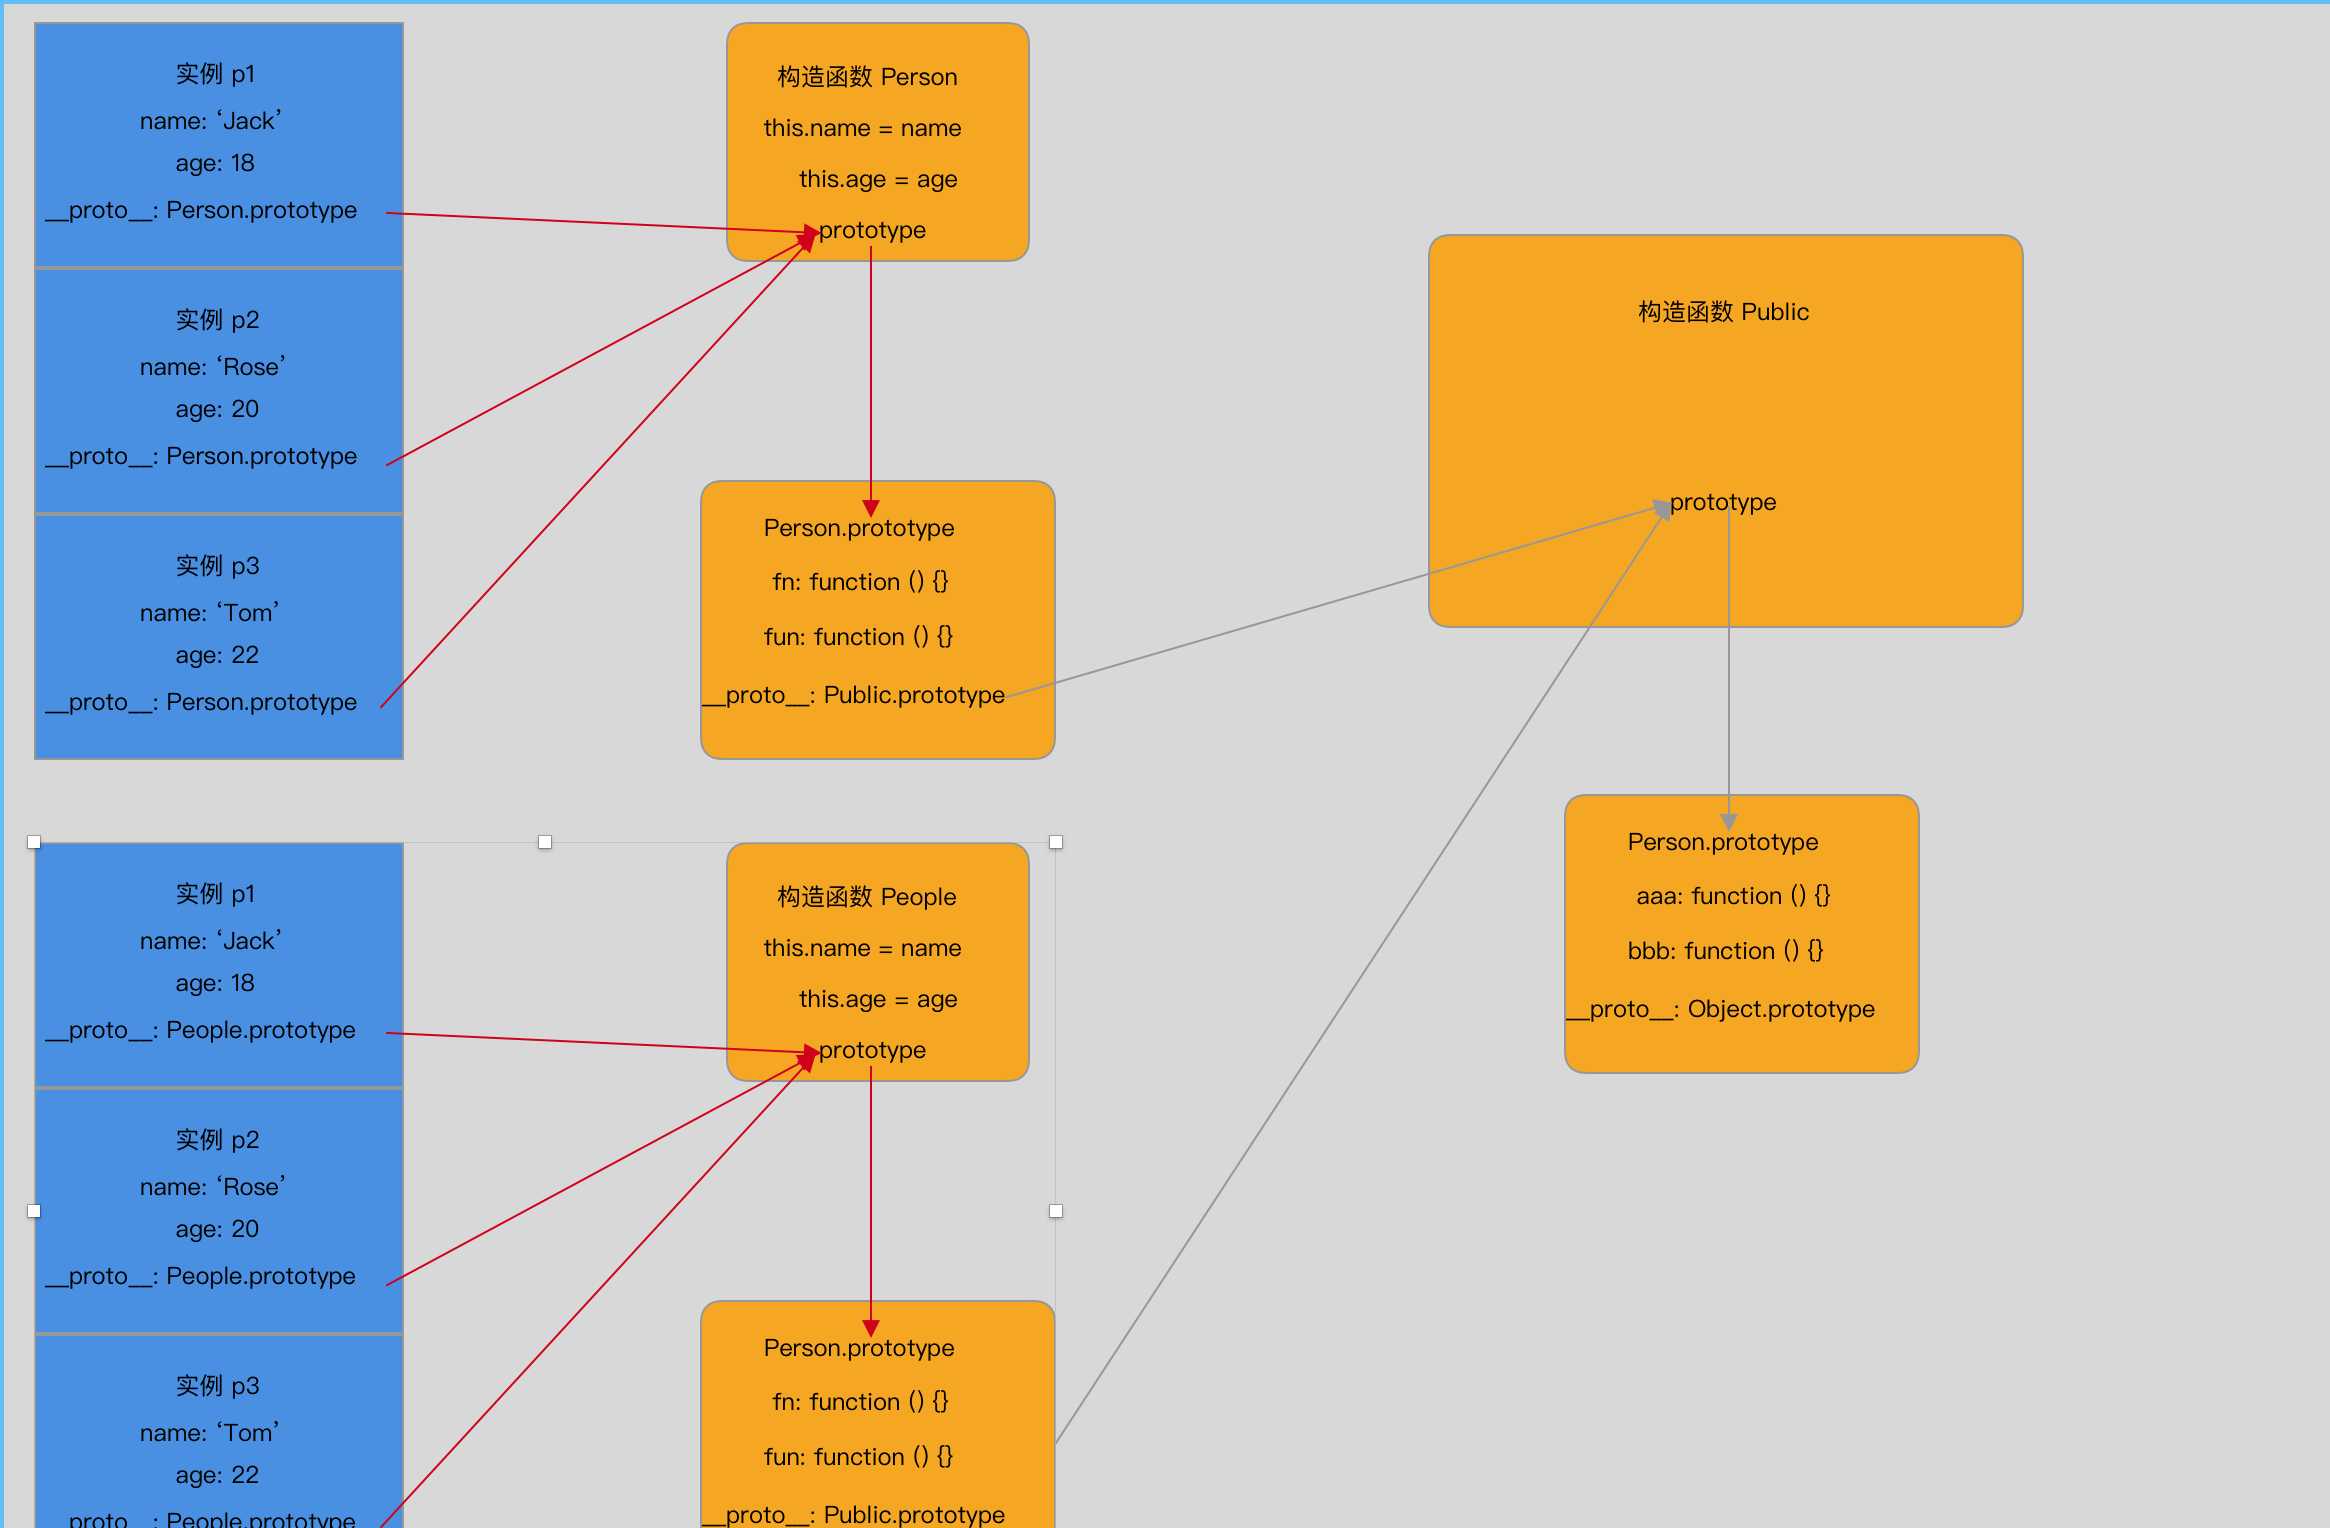 实例 p1
name: ‘Jack’
age: 18
__proto__: Person.prototype
实例 p2
name: ‘Rose’
age: 20
__proto__: Person.prototype
实例 p3
name: ‘Tom’
age: 22
__proto__: Person.prototype
构造函数 Person
this.name = name
this.age = age
prototype
Person.prototype
fn: function () {}
fun: function () {}
__proto__: Public.prototype
构造函数 Public
prototype
Person.prototype
aaa: function () {}
bbb: function () {}
__proto__: Object.prototype
实例 p1
name: ‘Jack’
age: 18
__proto__: People.prototype
实例 p2
name: ‘Rose’
age: 20
__proto__: People.prototype
实例 p3
name: ‘Tom’
age: 22
__proto__: People.prototype
构造函数 People
this.name = name
this.age = age
prototype
Person.prototype
fn: function () {}
fun: function () {}
__proto__: Public.prototype